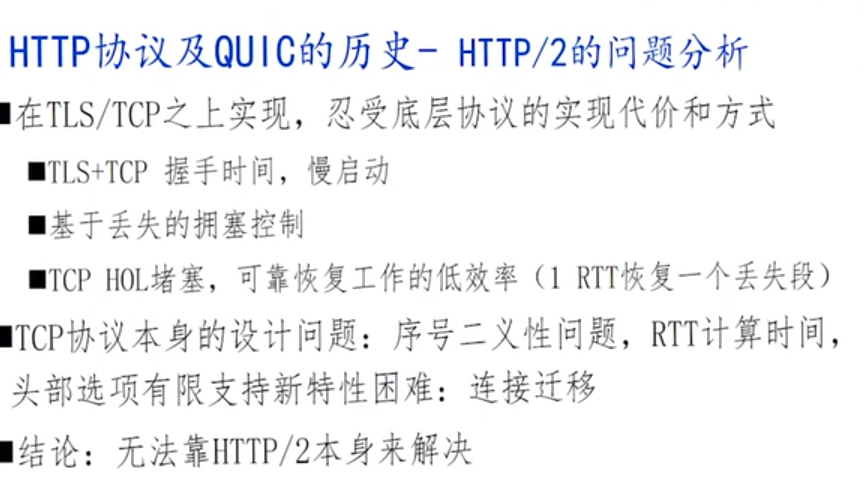 HTTP协议及QUIC的历史- HTTP/2的问题分析
■在TLS/TCP之上实现，忍受底层协议的实现代价和方式
■TLS+TCP 握手时间，慢启动
■基于丢失的拥塞控制
■TCP HOL堵塞，可靠恢复工作的低效率（1 RTT恢复一个丢失段）
■TCP协议本身的设计问题：序号二义性问题，RTT计算时间，
头部选项有限支持新特性困难：连接迁移
■结论：无法靠HTTP/2本身来解决